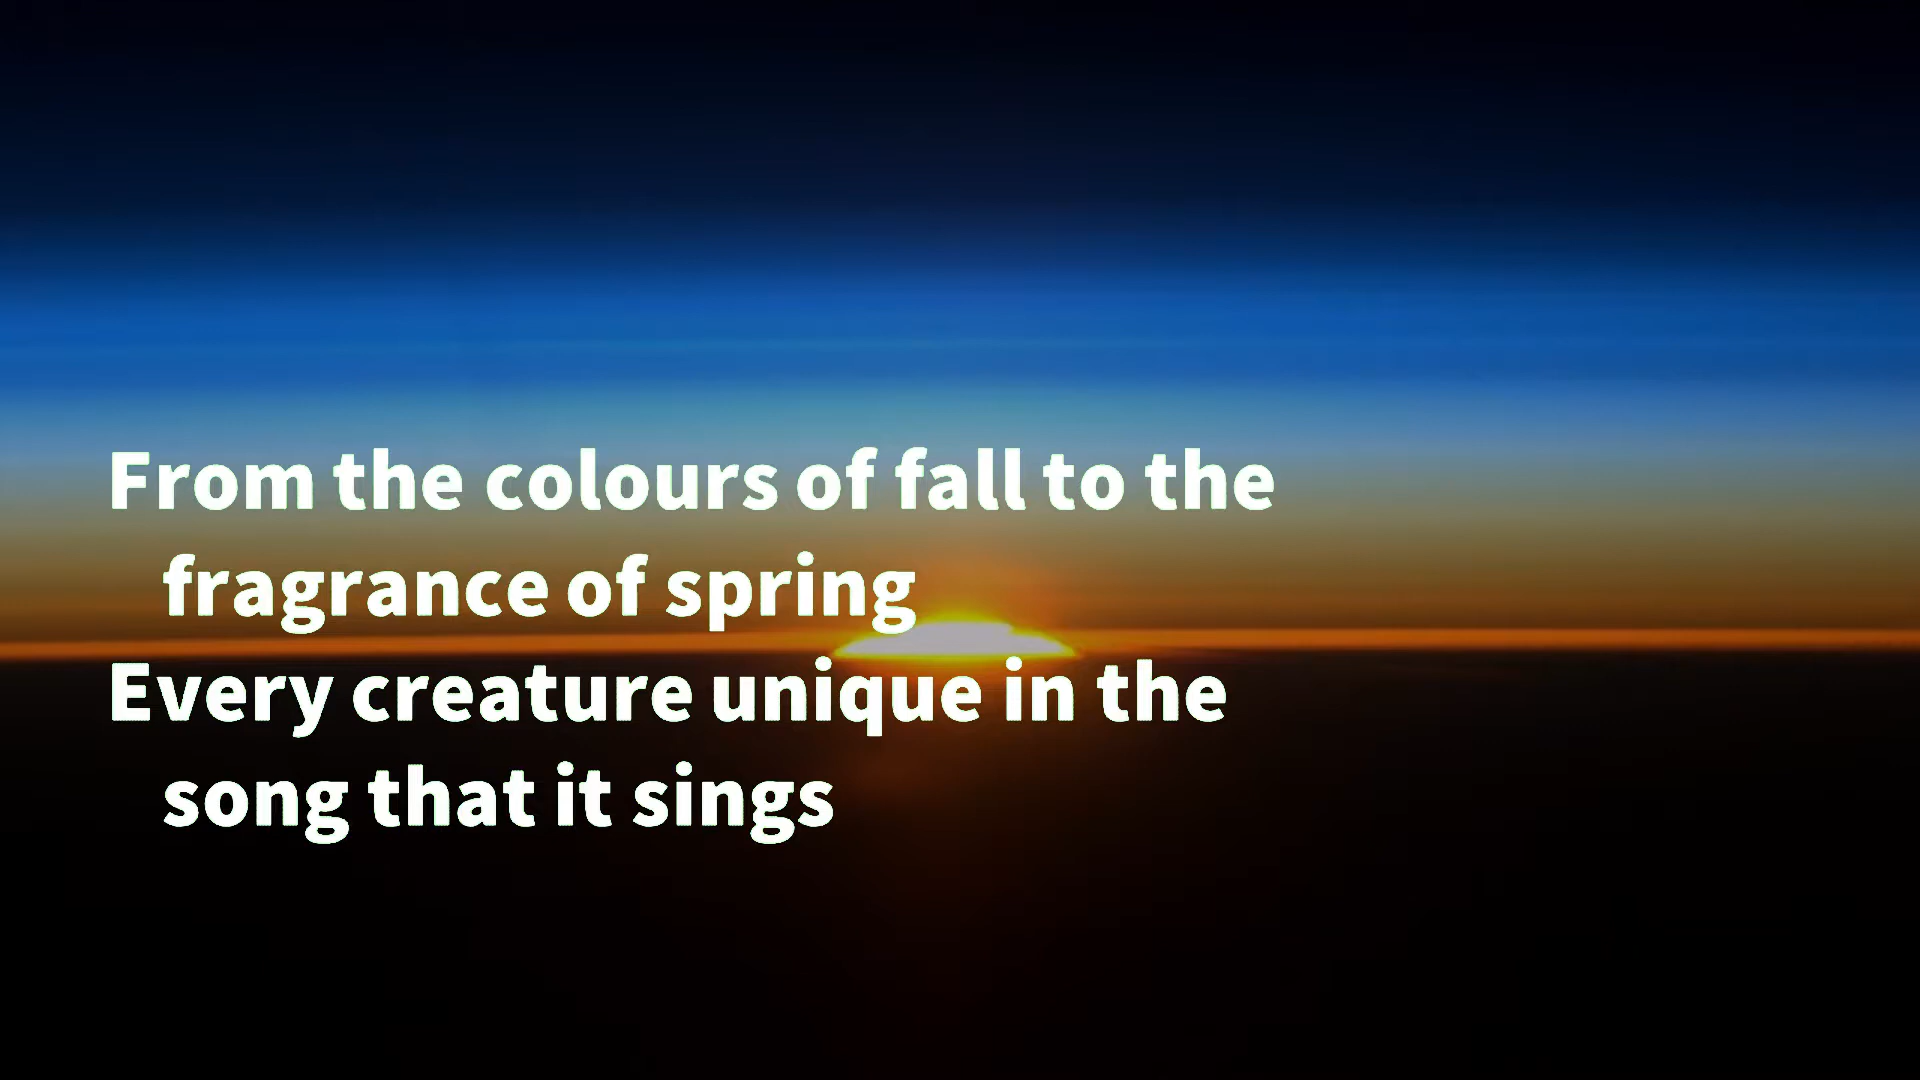 From the colours of fall to the
fragrance of spring
Every creature unique in the
song that it sings